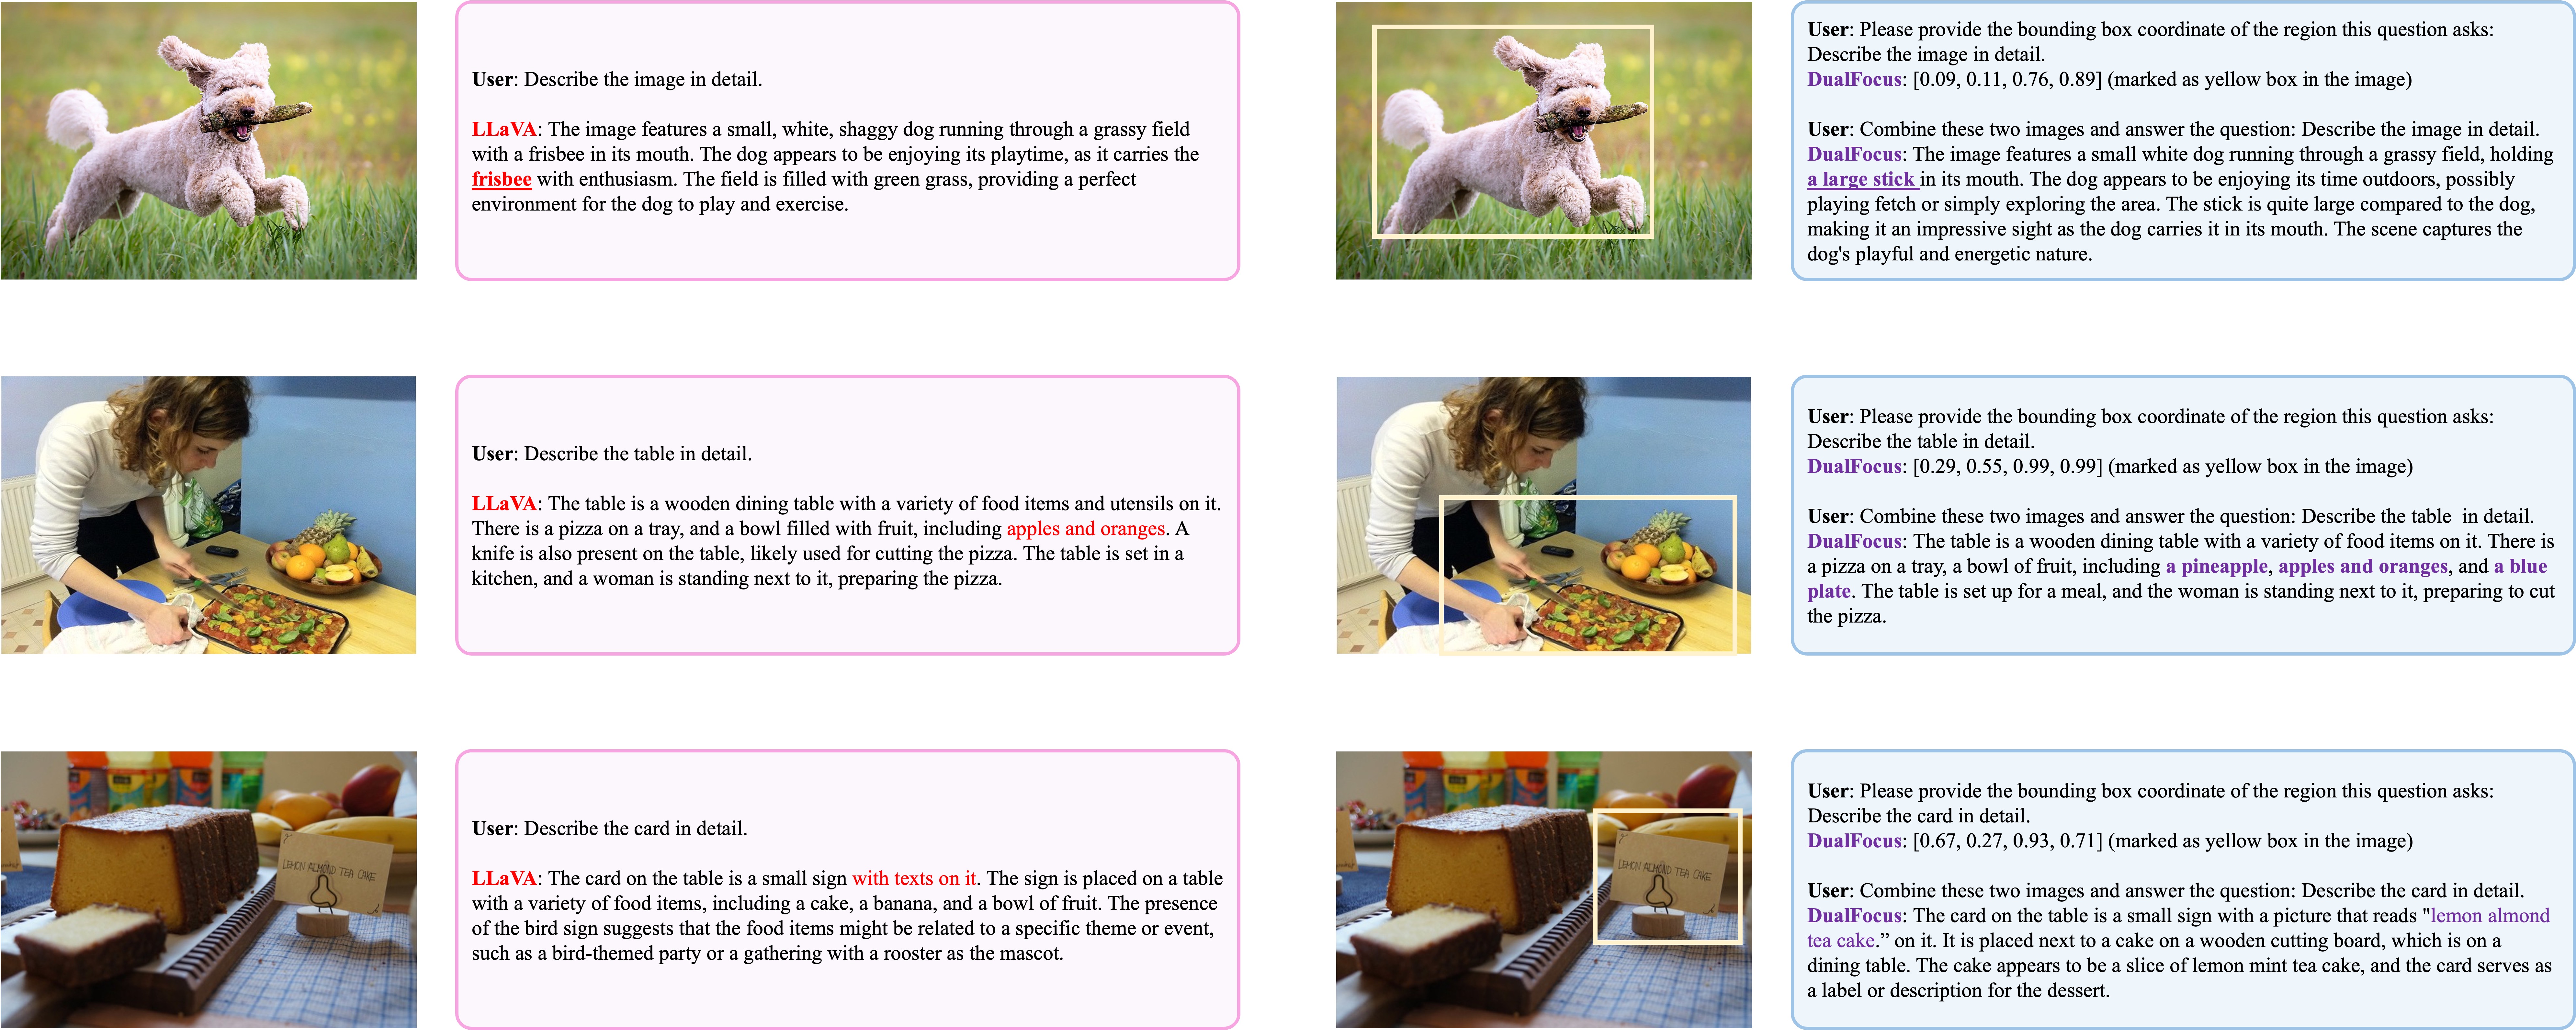 User: Describe the image in detail.
LLaVA: The image features a small, white, shaggy dog running through a grassy field
with a frisbee in its mouth. The dog appears to be enjoying its playtime, as it carries the
frisbee with enthusiasm. The field is filled with green grass, providing a perfect
environment for the dog to play and exercise.
User: Please provide the bounding box coordinate of the region this question asks:
Describe the image in detail.
DualFocus: [0.09, 0.11, 0.76, 0.89] (marked as yellow box in the image)
User: Combine these two images and answer the question: Describe the image in detail.
DualFocus: The image features a small white dog running through a grassy field, holding
a large stick in its mouth. The dog appears to be enjoying its time outdoors, possibly
playing fetch or simply exploring the area. The stick is quite large compared to the dog,
making it an impressive sight as the dog carries it in its mouth. The scene captures the
dog's playful and energetic nature.
User: Describe the table in detail.
LLaVA: The table is a wooden dining table with a variety of food items and utensils on it.
There is a pizza on a tray, and a bowl filled with fruit, including apples and oranges. A
knife is also present on the table, likely used for cutting the pizza. The table is set in a
kitchen, and a woman is standing next to it, preparing the pizza.
User: Please provide the bounding box coordinate of the region this question asks:
Describe the table in detail.
DualFocus: [0.29, 0.55, 0.99, 0.99] (marked as yellow box in the image)
User: Combine these two images and answer the question: Describe the table  in detail.
DualFocus: The table is a wooden dining table with a variety of food items on it. There is
a pizza on a tray, a bowl of fruit, including a pineapple, apples and oranges, and a blue
plate. The table is set up for a meal, and the woman is standing next to it, preparing to cut
the pizza.
LEMON ALMOND TEA CAKE
User: Describe the card in detail.
LLaVA: The card on the table is a small sign with texts on it. The sign is placed on a table
with a variety of food items, including a cake, a banana, and a bowl of fruit. The presence
of the bird sign suggests that the food items might be related to a specific theme or event,
such as a bird-themed party or a gathering with a rooster as the mascot.
LEMON ALMOND TEA CAKE
User: Please provide the bounding box coordinate of the region this question asks:
Describe the card in detail.
DualFocus: [0.67, 0.27, 0.93, 0.71] (marked as yellow box in the image)
User: Combine these two images and answer the question: Describe the card in detail.
DualFocus: The card on the table is a small sign with a picture that reads "lemon almond
tea cake.” on it. It is placed next to a cake on a wooden cutting board, which is on a
dining table. The cake appears to be a slice of lemon mint tea cake, and the card serves as
a label or description for the dessert.